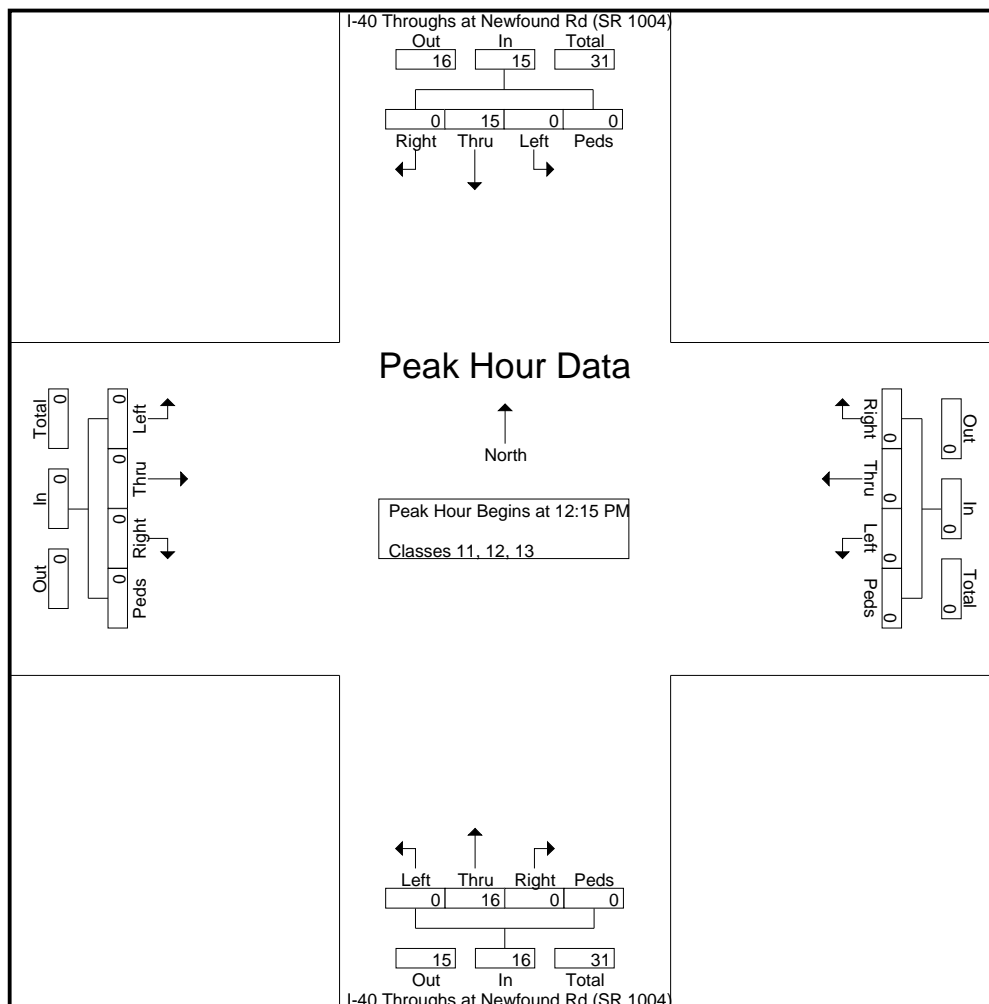 I-40 Throughs at Newfound Rd (SR 1004)
Out In Total
16 15 31
0 15 0 0
Right Thru Left Peds
Peak Hour Data
North
Peak Hour Begins at 12:15 PM
Classes 11, 12, 13
Left Thru Right Peds
0 0 0 0
Total In Out
0 0 0
Right Thru Left Peds
0 0 0 0
Out In Total
0 0 0
Left Thru Right Peds
0 16 0 0
15 16 31
Out In Total
I-40 Throughs at Newfound Rd (SR 1004)